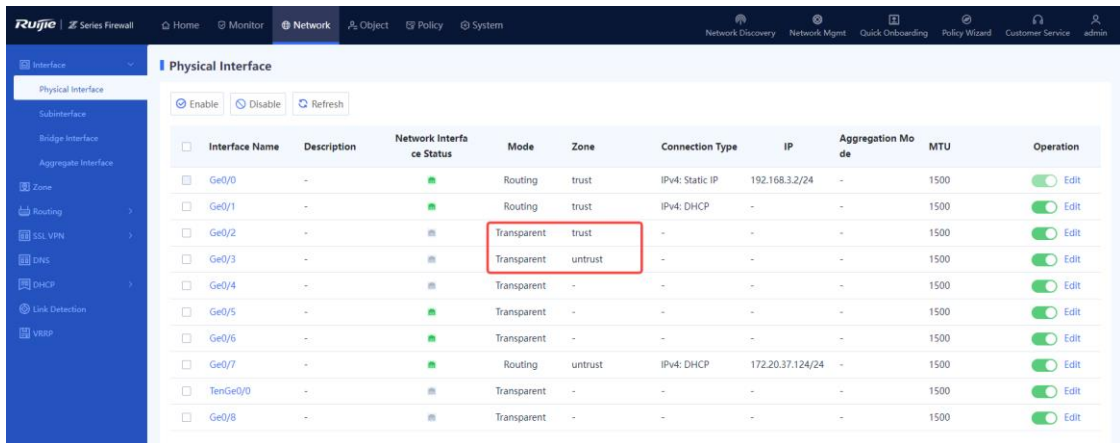 Ruijie | Z Series Firewall
Home Monitor Network Object Policy System
Network Discovery Network Mgmt Quick Onboarding Policy Wizard Customer Service admin
Interface
Physical Interface
Subinterface
Bridge Interface
Aggregate Interface
Zone
Routing
SSL VPN
DNS
DHCP
Link Detection
VRRP
Physical Interface
Enable Disable Refresh
Interface Name Description Network Interfa Mode Zone Connection Type IP Aggregation Mo MTU Operation
ce Status de
Ge0/0 - Routing trust IPv4: Static IP 192.168.3.2/24 - 1500 Edit
Ge0/1 - Routing trust IPv4: DHCP - - 1500 Edit
Ge0/2 - Transparent trust - - - 1500 Edit
Ge0/3 - Transparent untrust - - - 1500 Edit
Ge0/4 - Transparent - - - - 1500 Edit
Ge0/5 - Transparent - - - - 1500 Edit
Ge0/6 - Transparent - - - - 1500 Edit
Ge0/7 - Routing untrust IPv4: DHCP 172.20.37.124/24 - 1500 Edit
TenGe0/0 - Transparent - - - - 1500 Edit
Ge0/8 - Transparent - - - - 1500 Edit